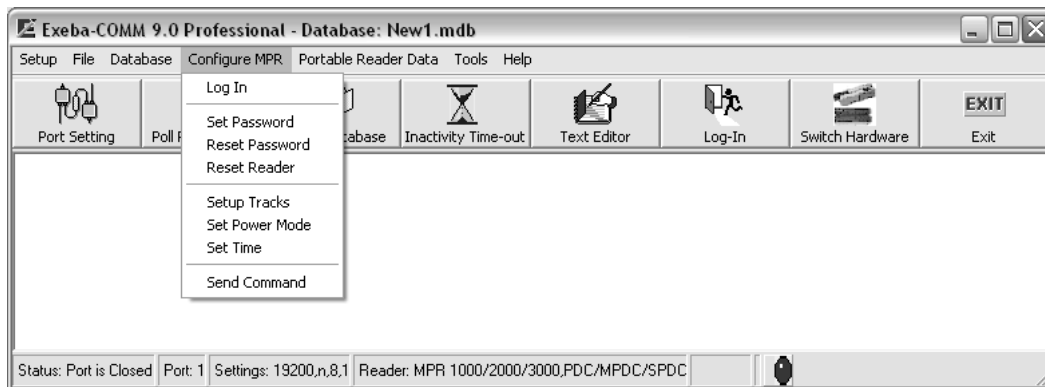 Exeba-COMM 9.0 Professional - Database: New1.mdb
Setup File Database Configure MPR Portable Reader Data Tools Help
Log In
Set Password
Reset Password
Reset Reader
Setup Tracks
Set Power Mode
Set Time
Send Command
Port Setting Poll Inactivity Time-out Text Editor Log-In Switch Hardware EXIT Exit
Status: Port is Closed Port: 1 Settings: 19200,n,8,1 Reader: MPR 1000/2000/3000,PDC/MPDC/SPDC